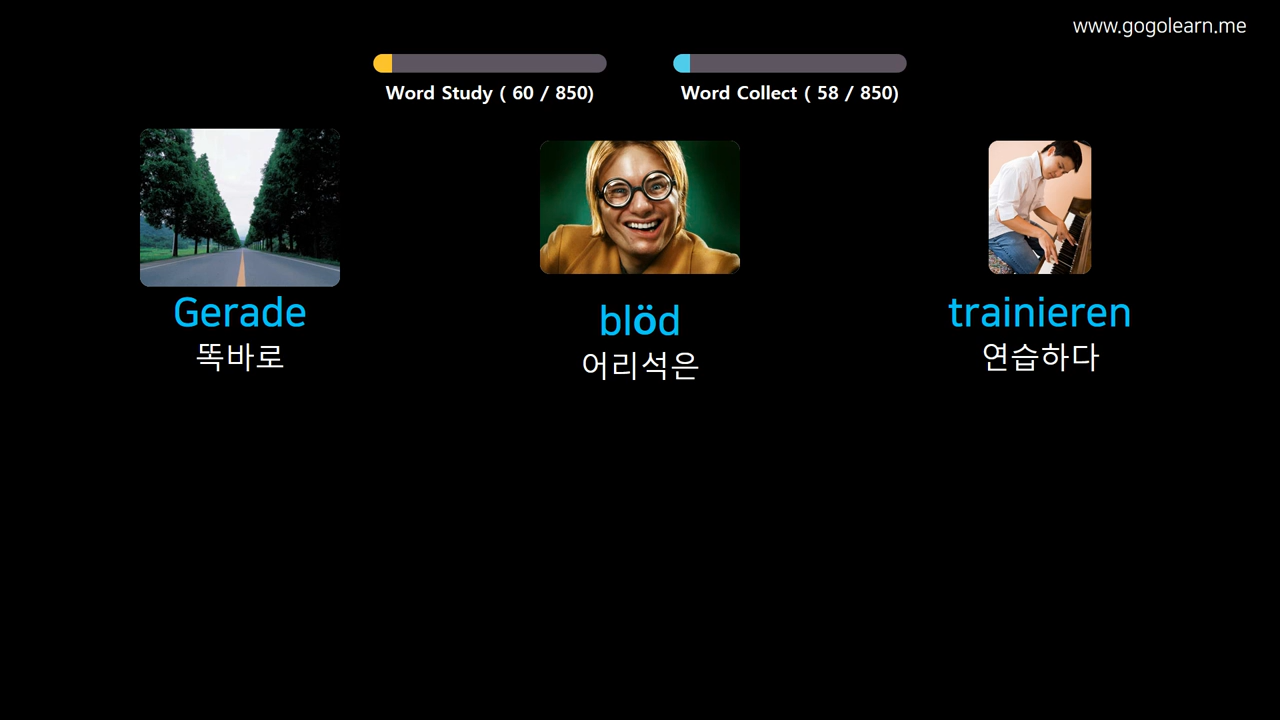 www.gogolearn.me
Word Study ( 60 / 850)
Word Collect ( 58 / 850)
Gerade
똑바로
blöd
어리석은
trainieren
연습하다